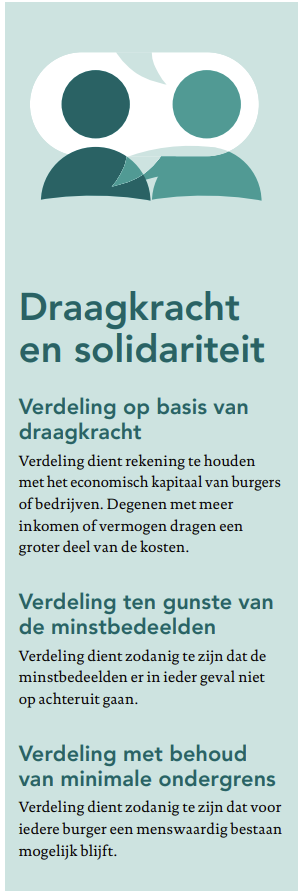 Draagkracht
en solidariteit
Verdeling op basis van
draagkracht
Verdeling dient rekening te houden
met het economisch kapitaal van burgers
of bedrijven. Degenen met meer
inkomen of vermogen dragen een
groter deel van de kosten.
Verdeling ten gunste van
de minstbedeelden
Verdeling dient zodanig te zijn dat de
minstbedeelden er in ieder geval niet
op achteruit gaan.
Verdeling met behoud
van minimale ondergrens
Verdeling dient zodanig te zijn dat voor
iedere burger een menswaardig bestaan
mogelijk blijft.